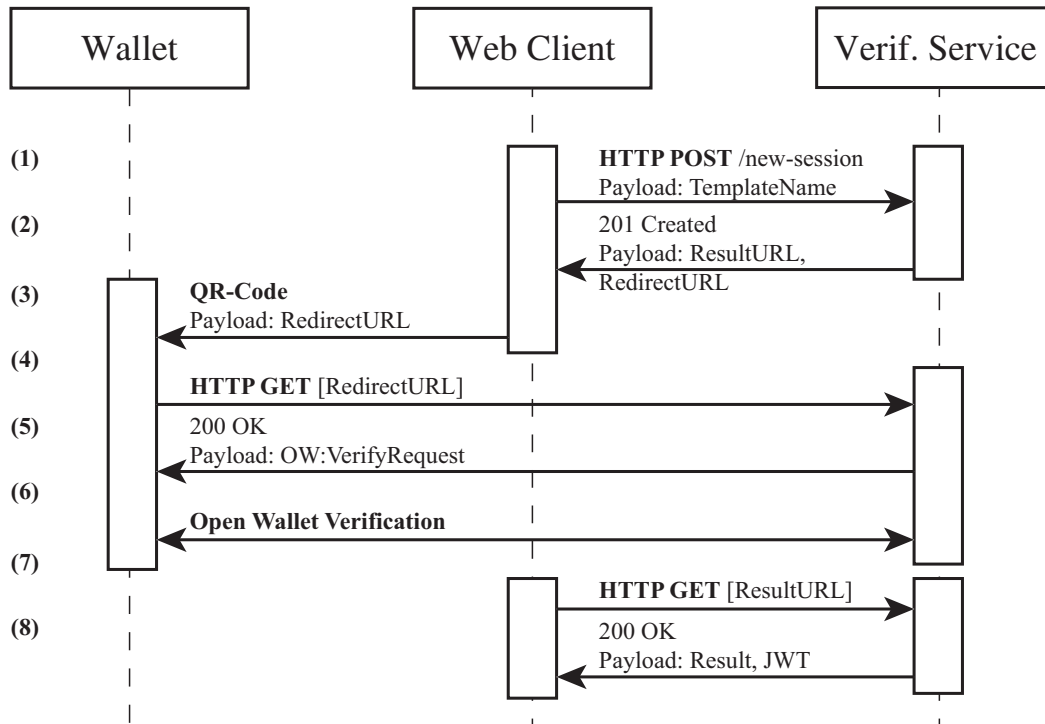 Wallet
Web Client
Verif. Service
(1)
HTTP POST /new-session
Payload: TemplateName
(2)
201 Created
Payload: ResultURL,
RedirectURL
(3)
QR-Code
Payload: RedirectURL
(4)
HTTP GET [RedirectURL]
(5)
200 OK
Payload: OW:VerifyRequest
(6)
Open Wallet Verification
(7)
HTTP GET [ResultURL]
(8)
200 OK
Payload: Result, JWT